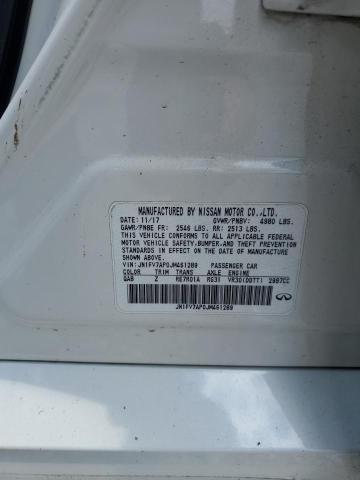 MANUFACTURED BY NISSAN MOTOR CO.,LTD.
DATE: 11/17 GVWR/PNBV: 4980 LBS.
GAWR/PNBE FR: 2546 LBS. RR: 2513 LBS.
THIS VEHICLE CONFORMS TO ALL APPLICABLE FEDERAL
MOTOR VEHICLE SAFETY, BUMPER, AND THEFT PREVENTION
STANDARDS IN EFFECT ON THE DATE OF MANUFACTURE
SHOWN ABOVE.
VIN: JN1FV7AP0JM461289 PASSENGER CAR
COLOR TRIM TRANS AXLE ENGINE
QAB Z RE7R01A RG31 VR30(DDTT) 2997CC
JN1FV7AP0JM461289